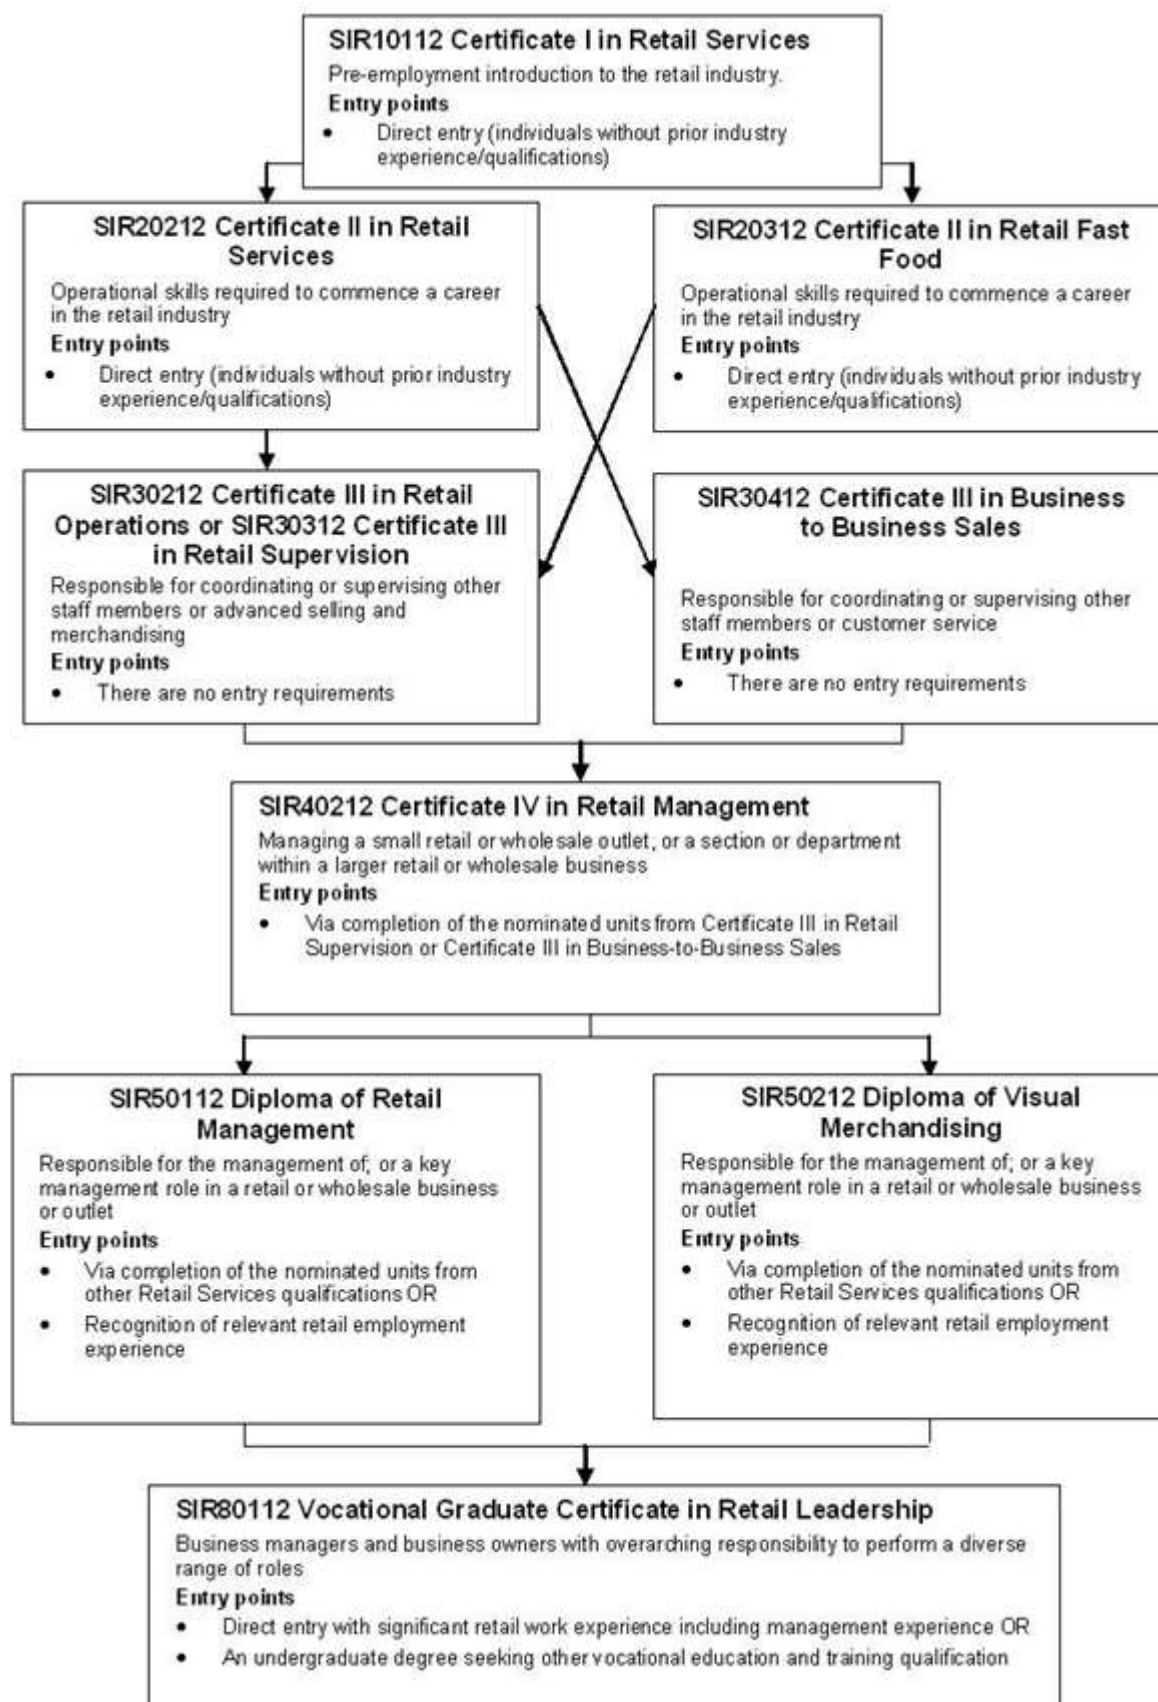 SIR10112 Certificate I in Retail Services
Pre-employment introduction to the retail industry.
Entry points
• Direct entry (individuals without prior industry
experience/qualifications)
SIR20212 Certificate II in Retail
Services
Operational skills required to commence a career
in the retail industry
Entry points
• Direct entry (individuals without prior industry
experience/qualifications)
SIR20312 Certificate II in Retail Fast
Food
Operational skills required to commence a career
in the retail industry
Entry points
• Direct entry (individuals without prior industry
experience/qualifications)
SIR30212 Certificate III in Retail
Operations or SIR30312 Certificate III
in Retail Supervision
Responsible for coordinating or supervising other
staff members or advanced selling and
merchandising
Entry points
• There are no entry requirements
SIR30412 Certificate III in Business
to Business Sales
Responsible for coordinating or supervising other
staff members or customer service
Entry points
• There are no entry requirements
SIR40212 Certificate IV in Retail Management
Managing a small retail or wholesale outlet, or a section or department
within a larger retail or wholesale business
Entry points
• Via completion of the nominated units from Certificate III in Retail
Supervision or Certificate III in Business-to-Business Sales
SIR50112 Diploma of Retail
Management
Responsible for the management of; or a key
management role in a retail or wholesale business
or outlet
Entry points
• Via completion of the nominated units from
other Retail Services qualifications OR
• Recognition of relevant retail employment
experience
SIR50212 Diploma of Visual
Merchandising
Responsible for the management of; or a key
management role in a retail or wholesale business
or outlet
Entry points
• Via completion of the nominated units from
other Retail Services qualifications OR
• Recognition of relevant retail employment
experience
SIR80112 Vocational Graduate Certificate in Retail Leadership
Business managers and business owners with overarching responsibility to perform a diverse
range of roles
Entry points
• Direct entry with significant retail work experience including management experience OR
• An undergraduate degree seeking other vocational education and training qualification